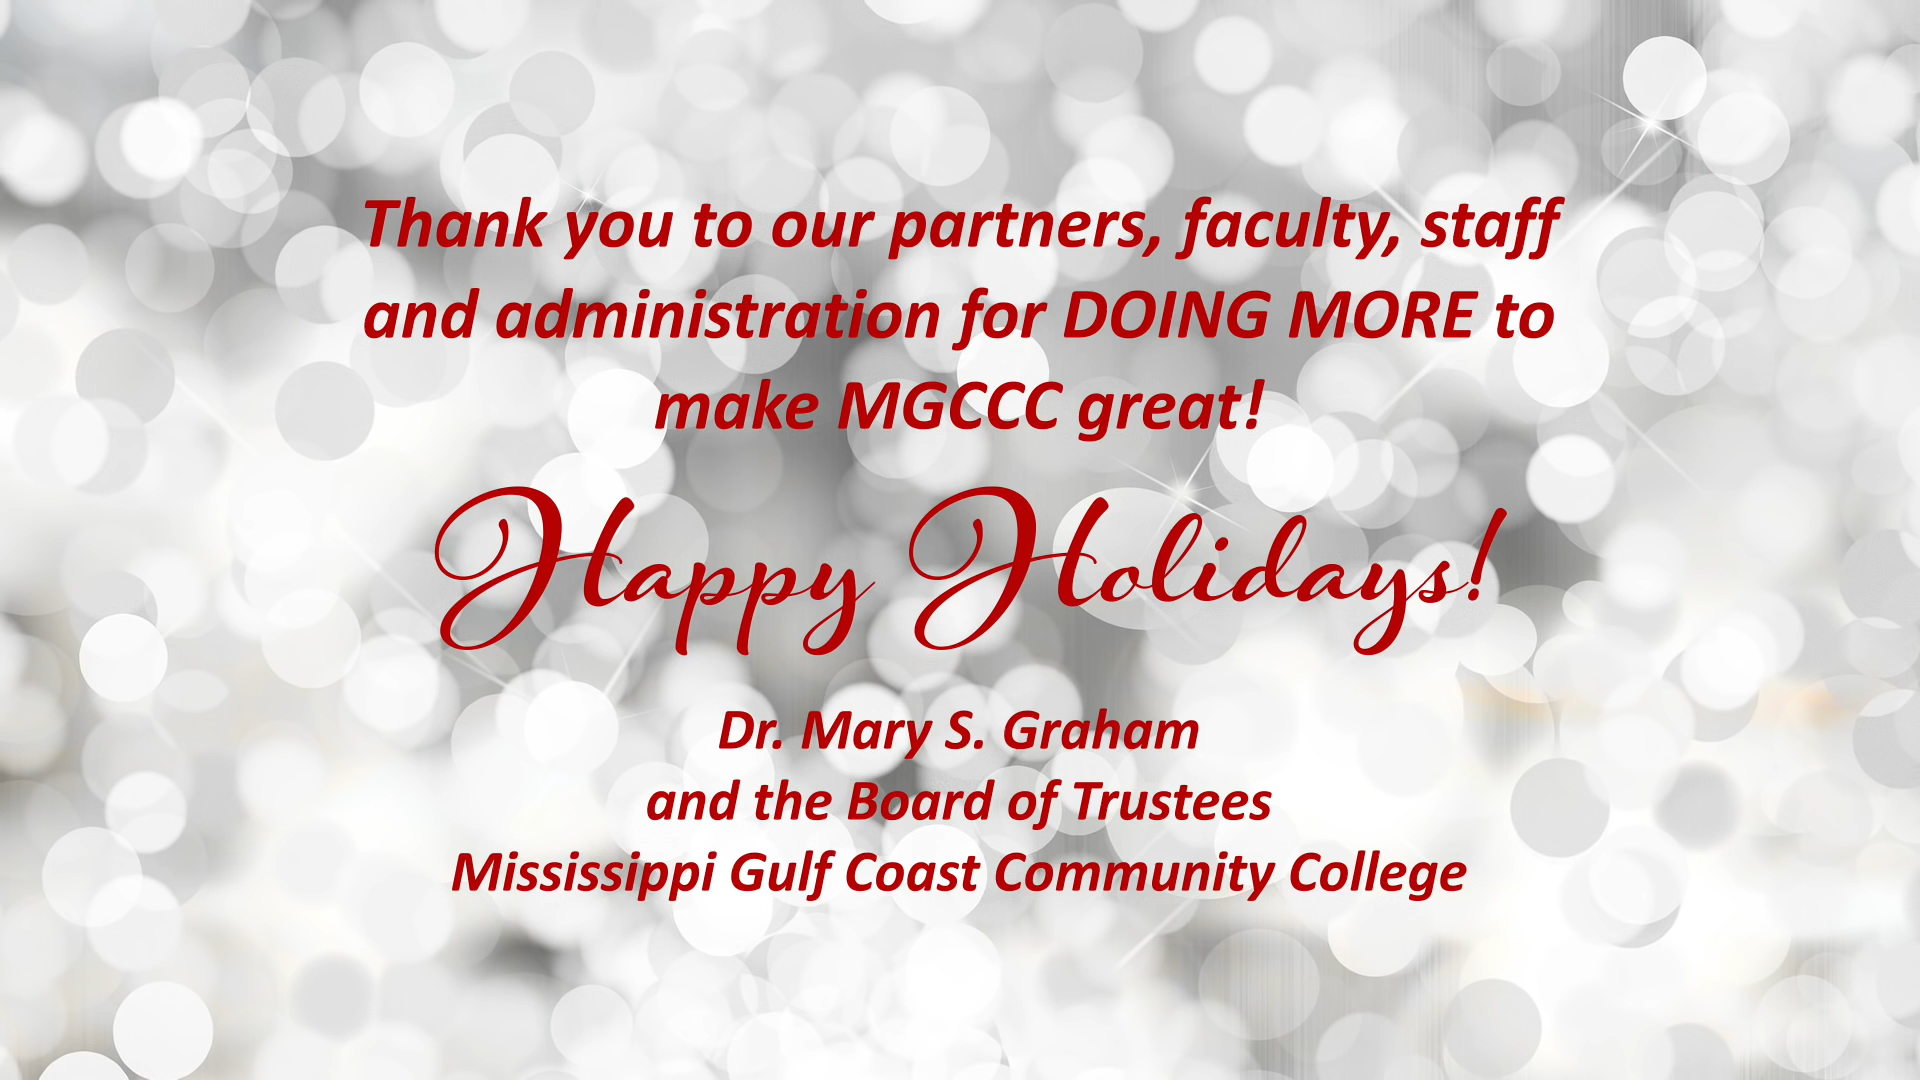 Thank you to our partners, faculty, staff
and administration for DOING MORE to
make MGCCC great!
Happy Holidays!
Dr. Mary S. Graham
and the Board of Trustees
Mississippi Gulf Coast Community College